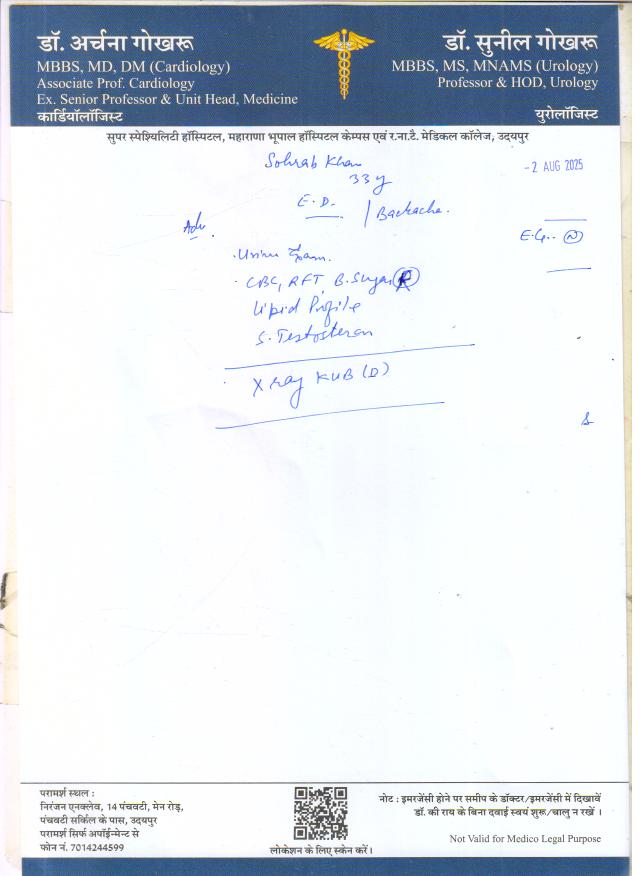 डॉ. अर्चना गोखरू
MBBS, MD, DM (Cardiology)
Associate Prof. Cardiology
Ex. Senior Professor & Unit Head, Medicine
कार्डियॉलॉजिस्ट
डॉ. सुनील गोखरू
MBBS, MS, MNAMS (Urology)
Professor & HOD, Urology
युरोलॉजिस्ट
सुपर स्पेश्यिलिटी हॉस्पिटल, महाराणा भूपाल हॉस्पिटल केम्पस एवं र.ना.टै. मेडिकल कॉलेज, उदयपुर
Sohrab Khan
-2 AUG 2025
33y
E.D. / Backache.
Adv.
E.G. (N)
Urine Exam.
CBC, RFT, B. Sugar (R)
Lipid Profile
S. Testosteron
X ray KUB (D)
परामर्श स्थल :
निरंजन एनक्लेव, 14 पंचवटी, मेन रोड़,
पंचवटी सर्किल के पास, उदयपुर
परामर्श सिर्फ अपॉईन्मेन्ट से
फोन नं. 7014244599
लोकेशन के लिए स्केन करें।
नोट : इमरजेंसी होने पर समीप के डॉक्टर/इमरजेंसी में दिखावें
डॉ. की राय के बिना दवाई स्वयं शुरू/चालु न रखें ।
Not Valid for Medico Legal Purpose